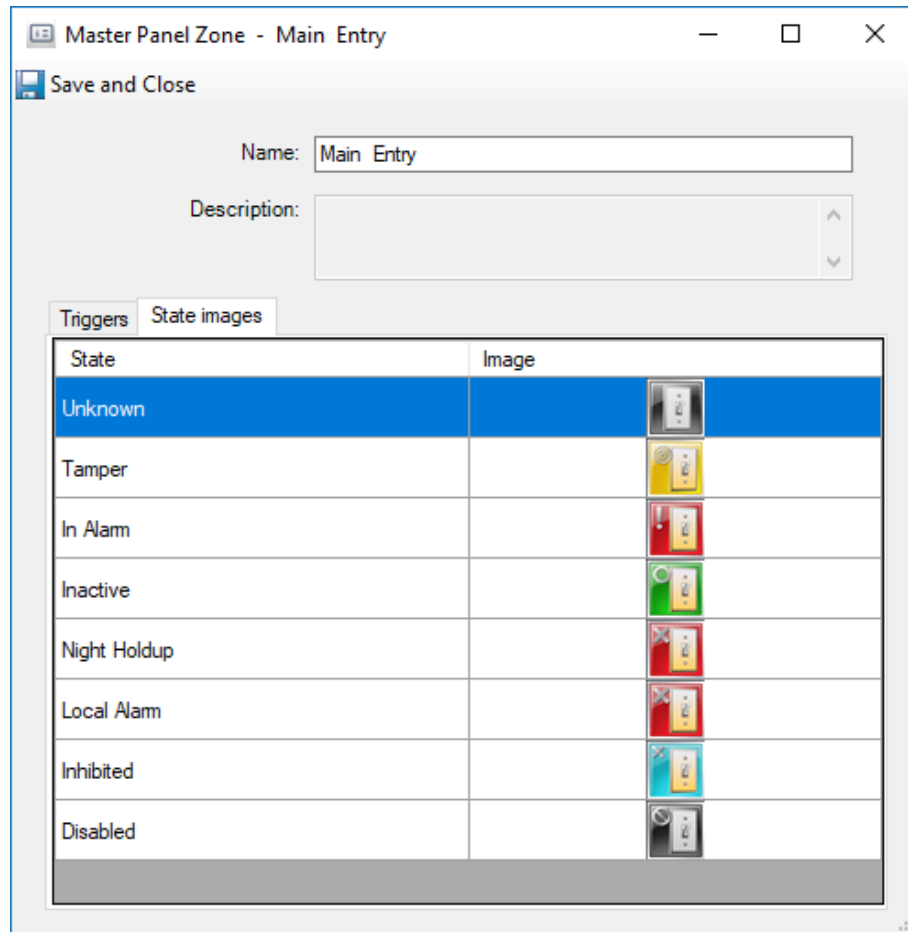 Master Panel Zone - Main Entry
Save and Close
Name: Main Entry
Description:
Triggers State images
State Image
Unknown
Tamper
In Alarm
Inactive
Night Holdup
Local Alarm
Inhibited
Disabled